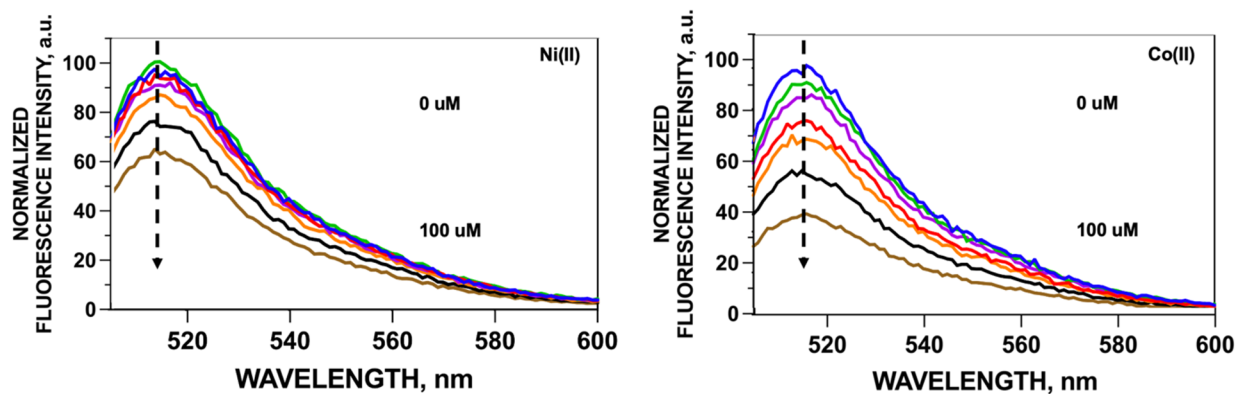 NORMALIZED
FLUORESCENCE INTENSITY, a.u.
100
80
60
40
20
0
Ni(II)
0 uM
100 uM
520
540
560
580
600
WAVELENGTH, nm
NORMALIZED
FLUORESCENCE INTENSITY, a.u.
100
80
60
40
20
0
Co(II)
0 uM
100 uM
520
540
560
580
600
WAVELENGTH, nm